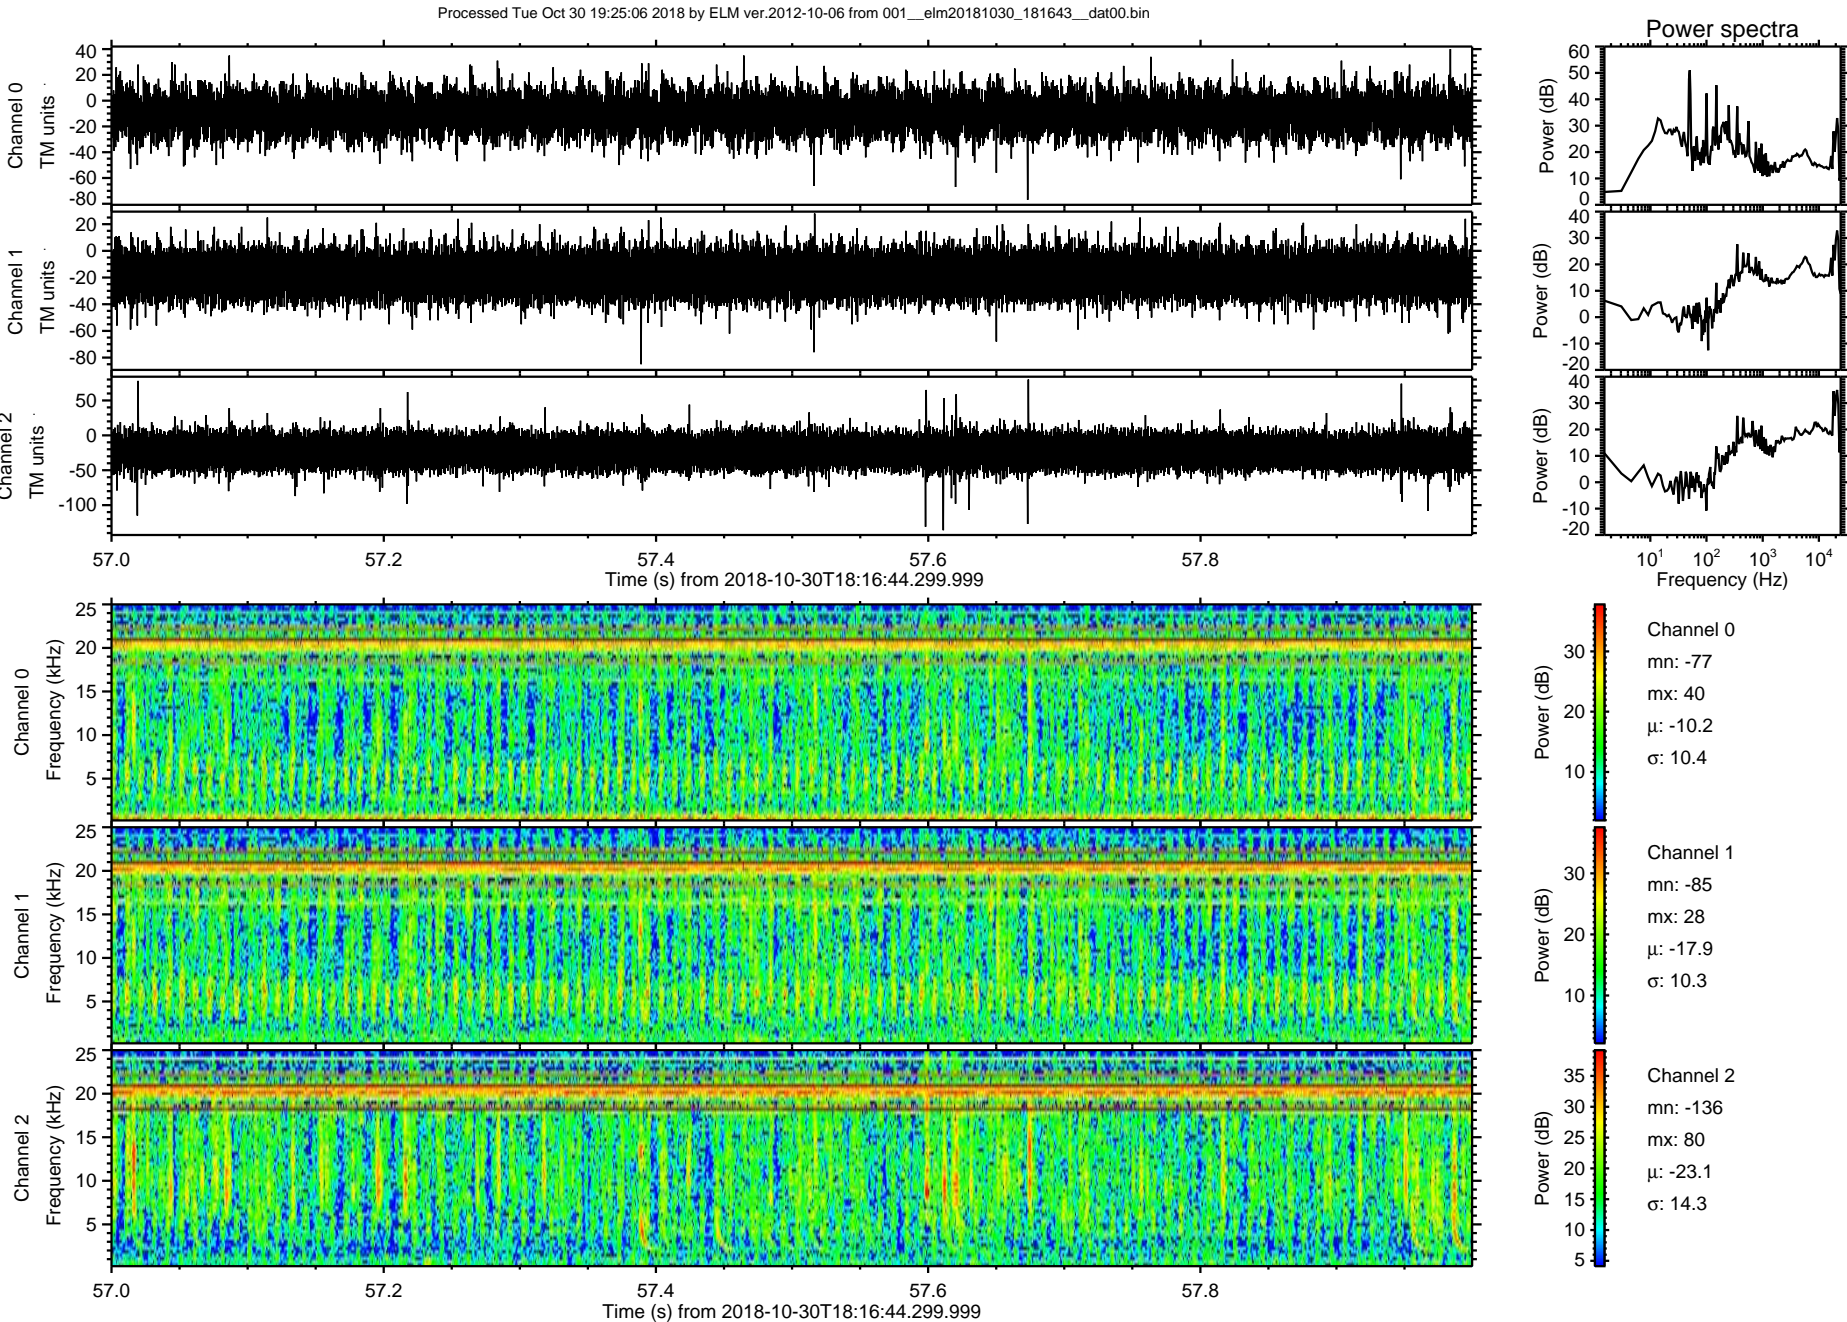 Processed Tue Oct 30 19:25:06 2018 by ELM ver.2012-10-06 from 001__elm20181030_181643__dat00.bin
Power spectra
Channel 0
TM units
40
20
0
-20
-40
-60
-80
Power (dB)
60
50
40
30
20
10
0
Channel 1
TM units
20
0
-20
-40
-60
-80
Power (dB)
40
30
20
10
0
-10
-20
Channel 2
TM units
50
0
-50
-100
Power (dB)
40
30
20
10
0
-10
-20
57.0 57.2 57.4 57.6 57.8
Time (s) from 2018-10-30T18:16:44.299.999
10^1 10^2 10^3 10^4
Frequency (Hz)
Channel 0
Frequency (kHz)
25
20
15
10
5
Power (dB)
30
20
10
Channel 0
mn: -77
mx: 40
μ: -10.2
σ: 10.4
Channel 1
Frequency (kHz)
25
20
15
10
5
Power (dB)
30
20
10
Channel 1
mn: -85
mx: 28
μ: -17.9
σ: 10.3
Channel 2
Frequency (kHz)
25
20
15
10
5
Power (dB)
35
30
25
20
15
10
5
Channel 2
mn: -136
mx: 80
μ: -23.1
σ: 14.3
57.0 57.2 57.4 57.6 57.8
Time (s) from 2018-10-30T18:16:44.299.999